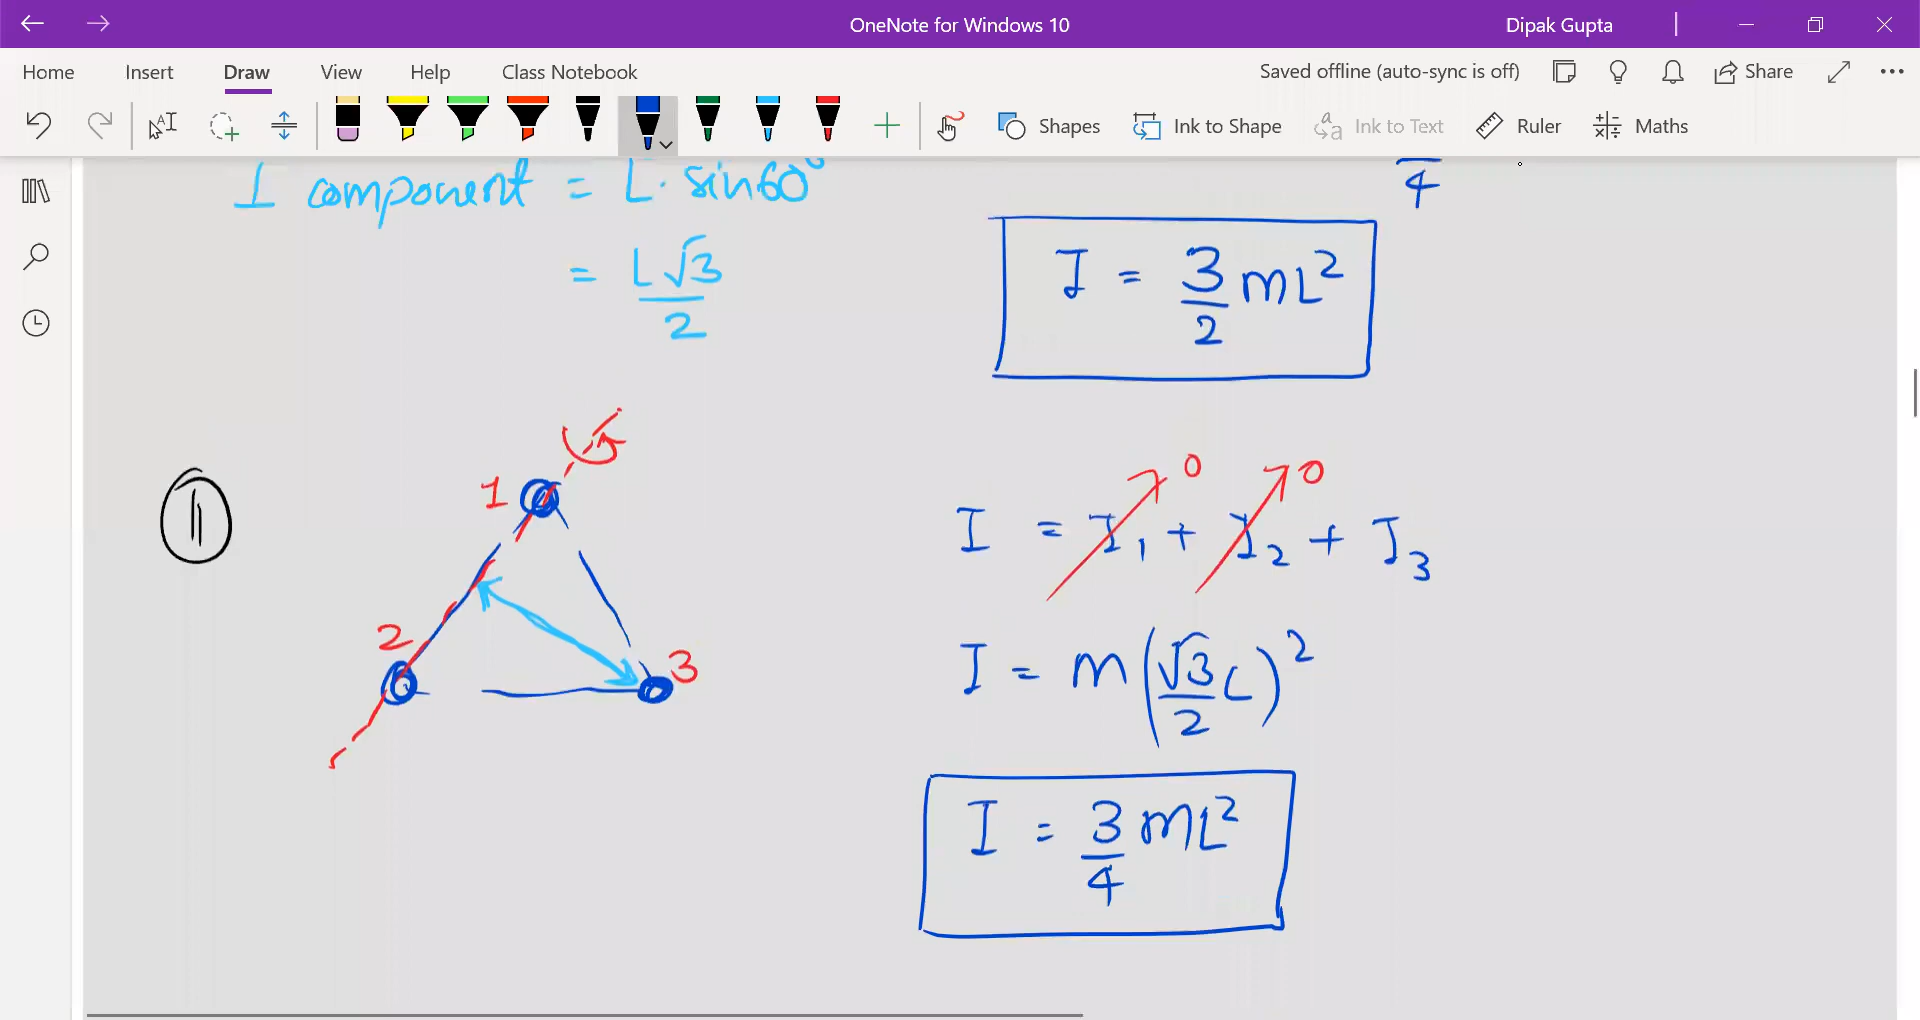 OneNote for Windows 10
Dipak Gupta
Home Insert Draw View Help Class Notebook
Saved offline (auto-sync is off)
Share
Shapes
Ink to Shape
Ink to Text
Ruler
Maths
⊥ component = L · sin60°
= L√3/2
4
I = 3/2 mL²
II
1
2
3
I = I₁ + I₂ + I₃
0
0
I = m(√3/2 L)²
I = 3/4 mL²